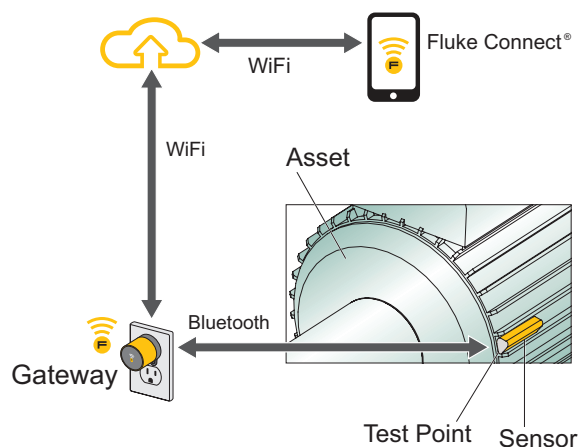 Fluke Connect®
WiFi
WiFi
Asset
Bluetooth
Gateway
Test Point
Sensor